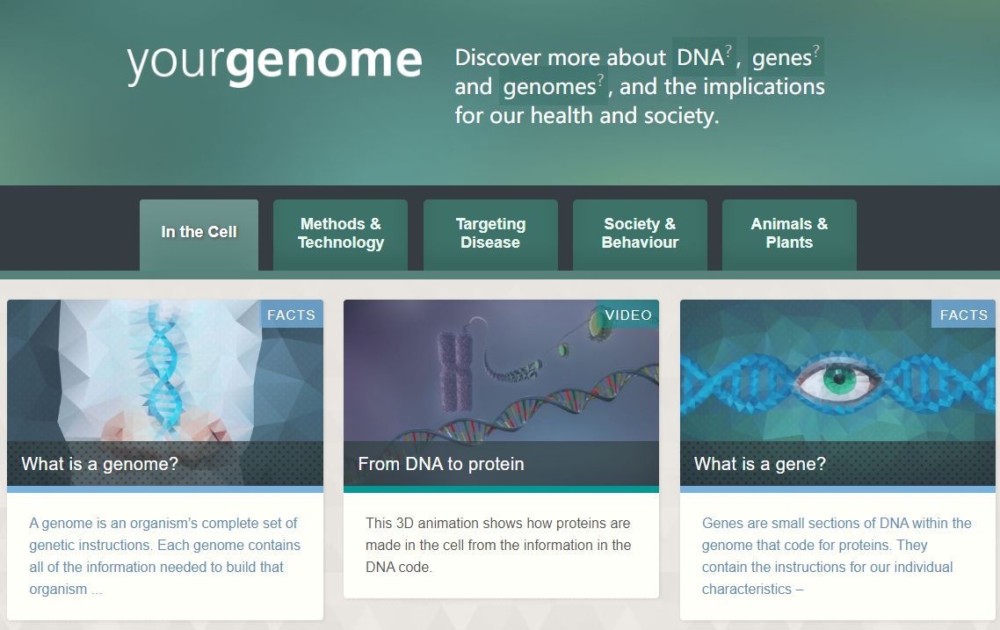 yourgenome
Discover more about DNA?, genes?
and genomes?, and the implications
for our health and society.
In the Cell
Methods &
Technology
Targeting
Disease
Society &
Behaviour
Animals &
Plants
FACTS
What is a genome?
A genome is an organism’s complete set of
genetic instructions. Each genome contains
all of the information needed to build that
organism ...
VIDEO
From DNA to protein
This 3D animation shows how proteins are
made in the cell from the information in the
DNA code.
FACTS
What is a gene?
Genes are small sections of DNA within the
genome that code for proteins. They
contain the instructions for our individual
characteristics –